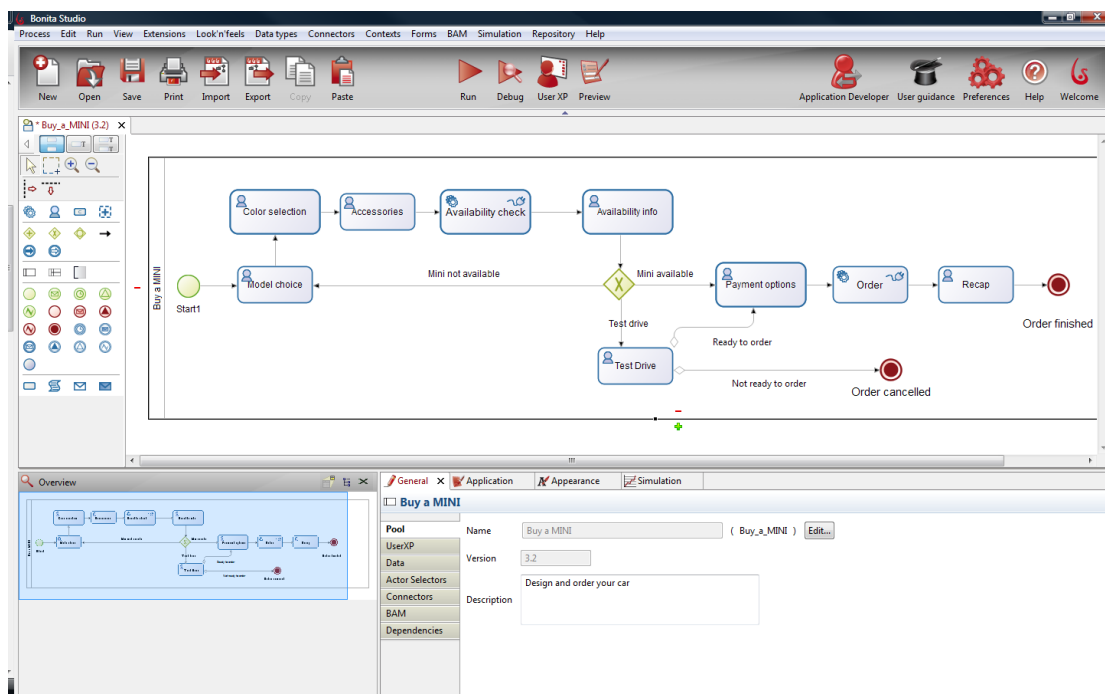 Bonita Studio
Process Edit Run View Extensions Look'n'feels Data types Connectors Contexts Forms BAM Simulation Repository Help
New Open Save Print Import Export Copy Paste Run Debug User XP Preview Application Developer User guidance Preferences Help Welcome
* Buy_a_MINI (3.2)
Buy a MINI
Color selection Accessories Availability check Availability info
Mini not available Mini available
Start1 Model choice Payment options Order Recap
Order finished
Test drive
Ready to order
Test Drive
Not ready to order
Order cancelled
Overview
General Application Appearance Simulation
Buy a MINI
Pool
UserXP
Data
Actor Selectors
Connectors
BAM
Dependencies
Name Buy a MINI ( Buy_a_MINI ) Edit...
Version 3.2
Description Design and order your car